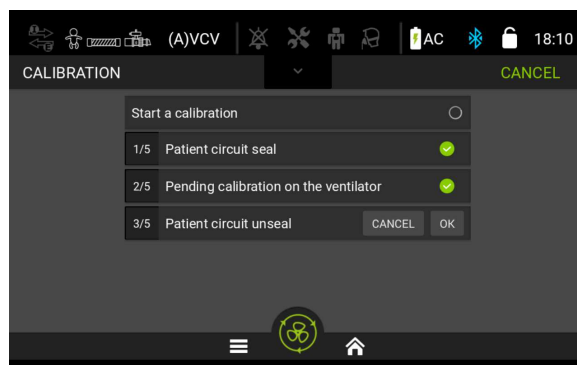 (A)VCV AC 18:10
CALIBRATION CANCEL
Start a calibration
1/5 Patient circuit seal
2/5 Pending calibration on the ventilator
3/5 Patient circuit unseal CANCEL OK